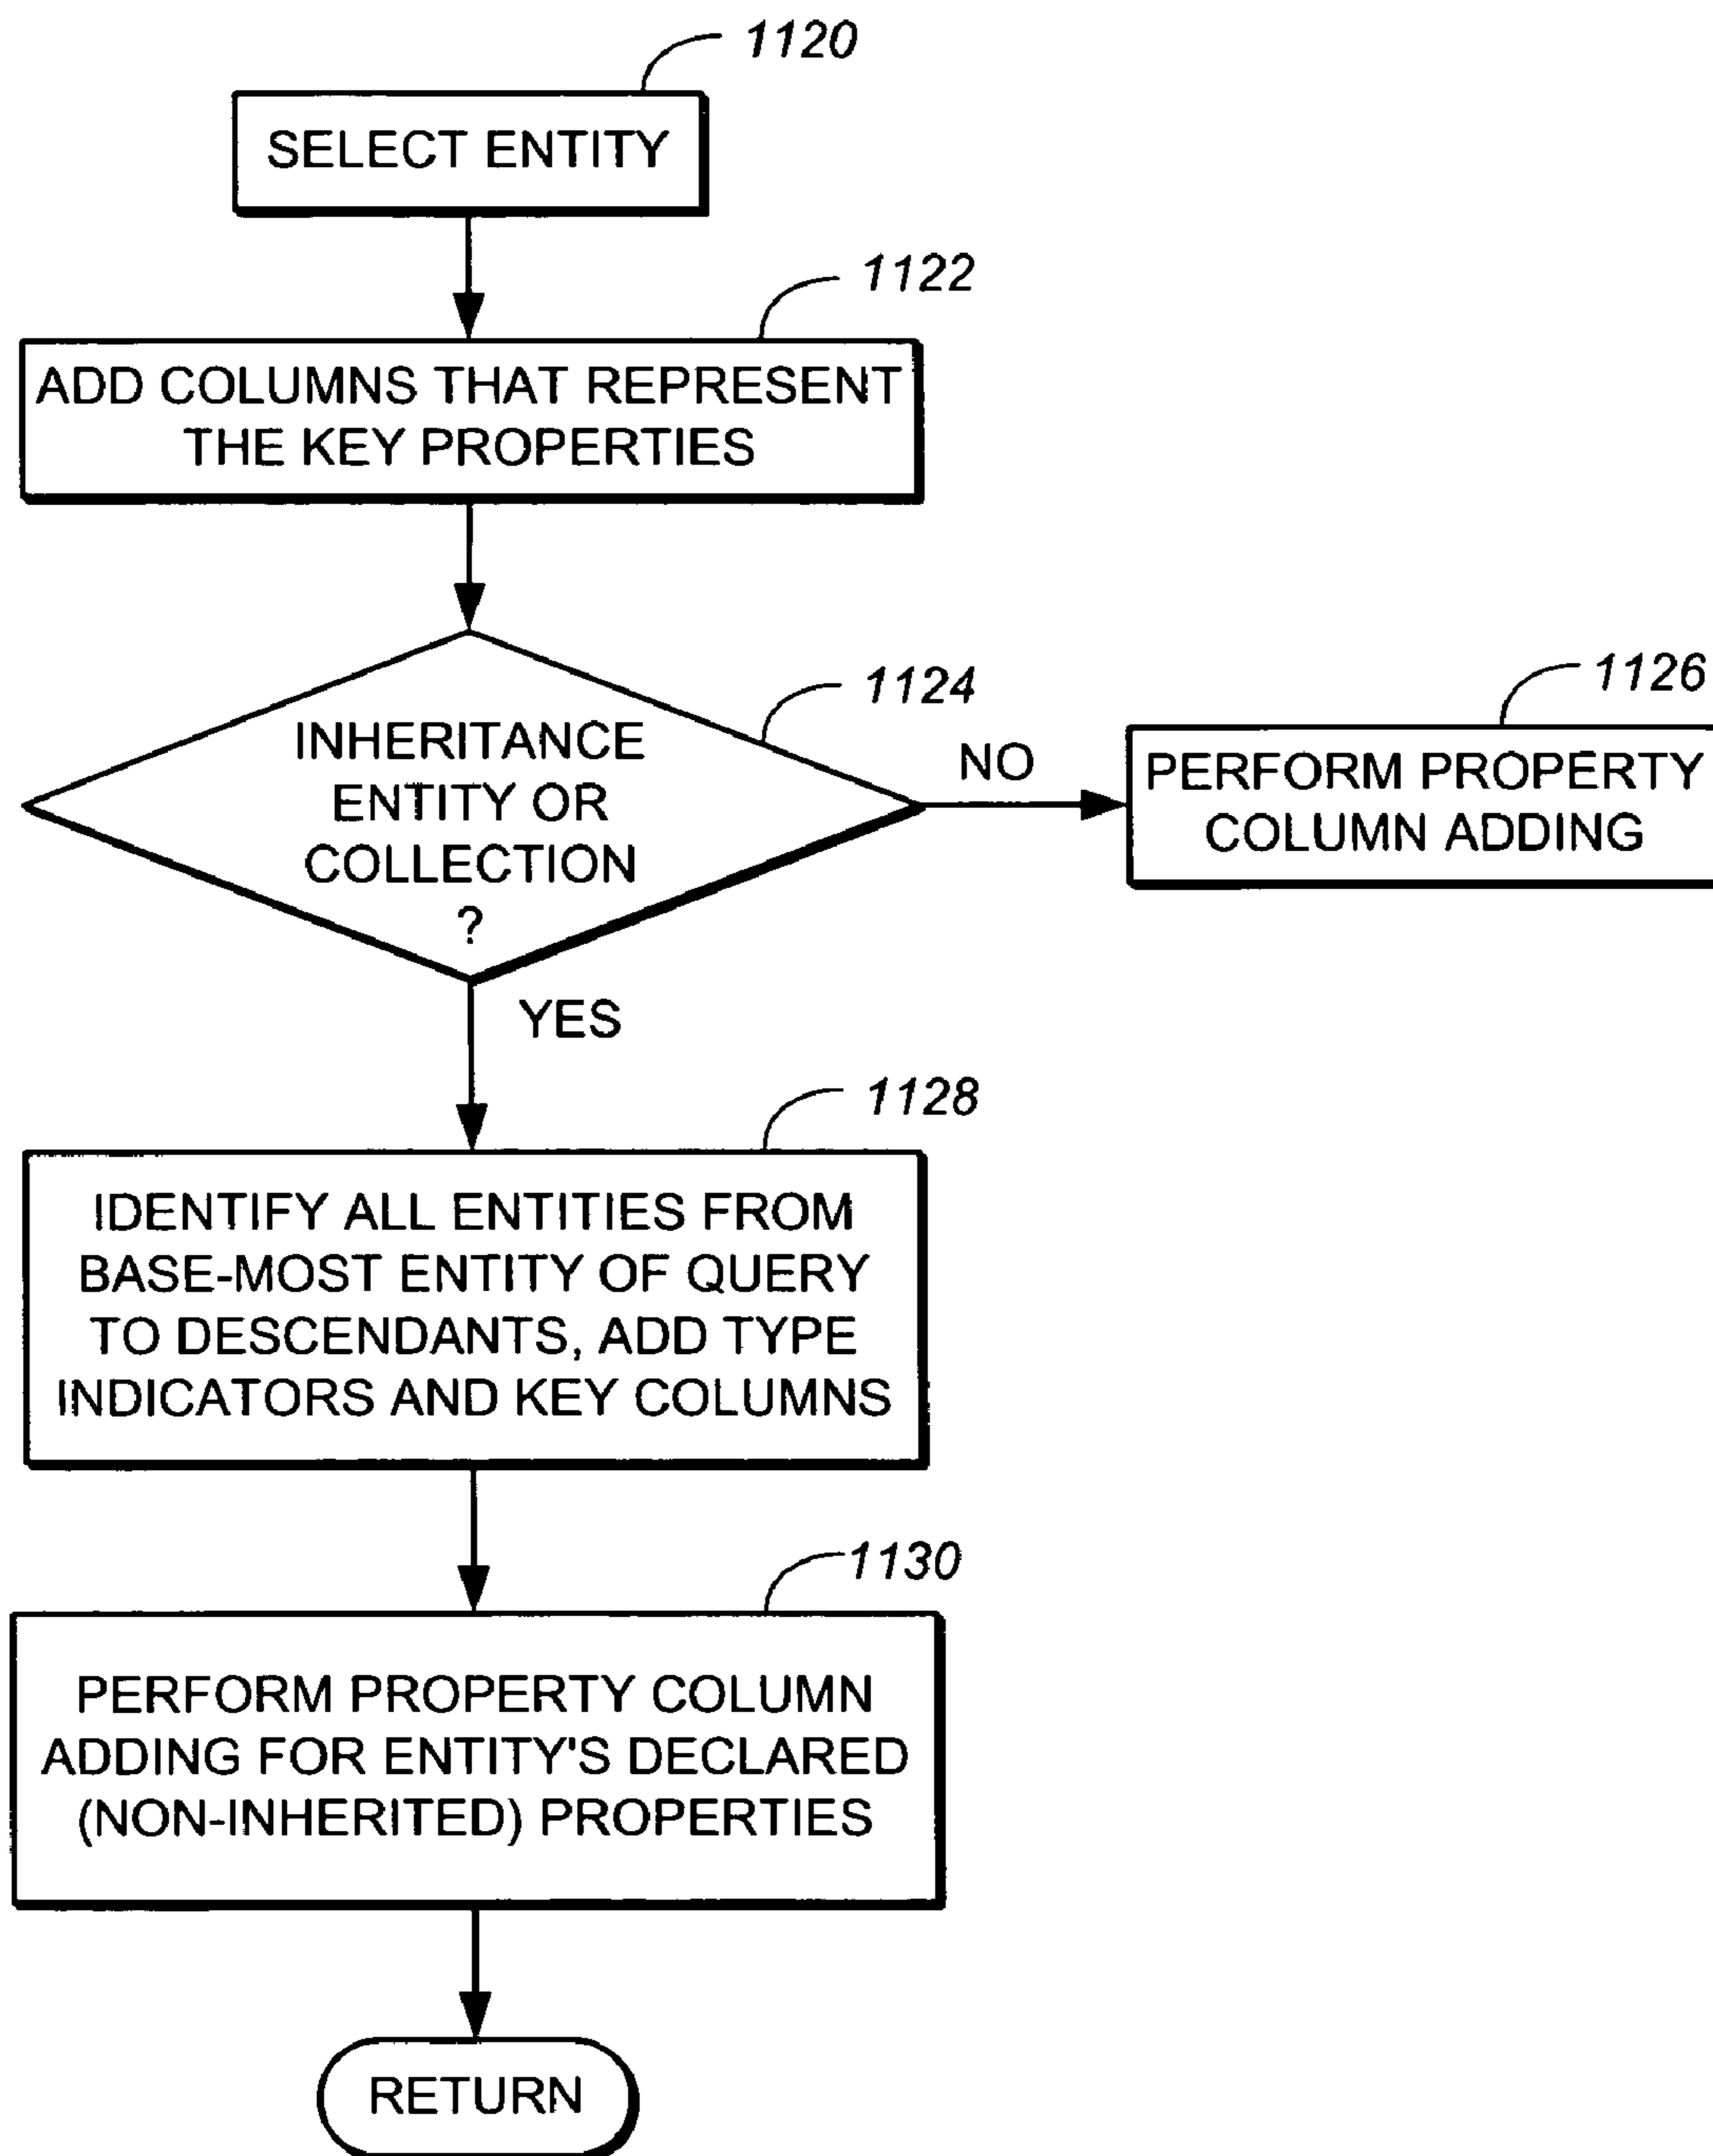 1120
SELECT ENTITY
1122
ADD COLUMNS THAT REPRESENT
THE KEY PROPERTIES
1124
INHERITANCE
ENTITY OR
COLLECTION
?
NO
1126
PERFORM PROPERTY
COLUMN ADDING
YES
1128
IDENTIFY ALL ENTITIES FROM
BASE-MOST ENTITY OF QUERY
TO DESCENDANTS, ADD TYPE
INDICATORS AND KEY COLUMNS
1130
PERFORM PROPERTY COLUMN
ADDING FOR ENTITY'S DECLARED
(NON-INHERITED) PROPERTIES
RETURN